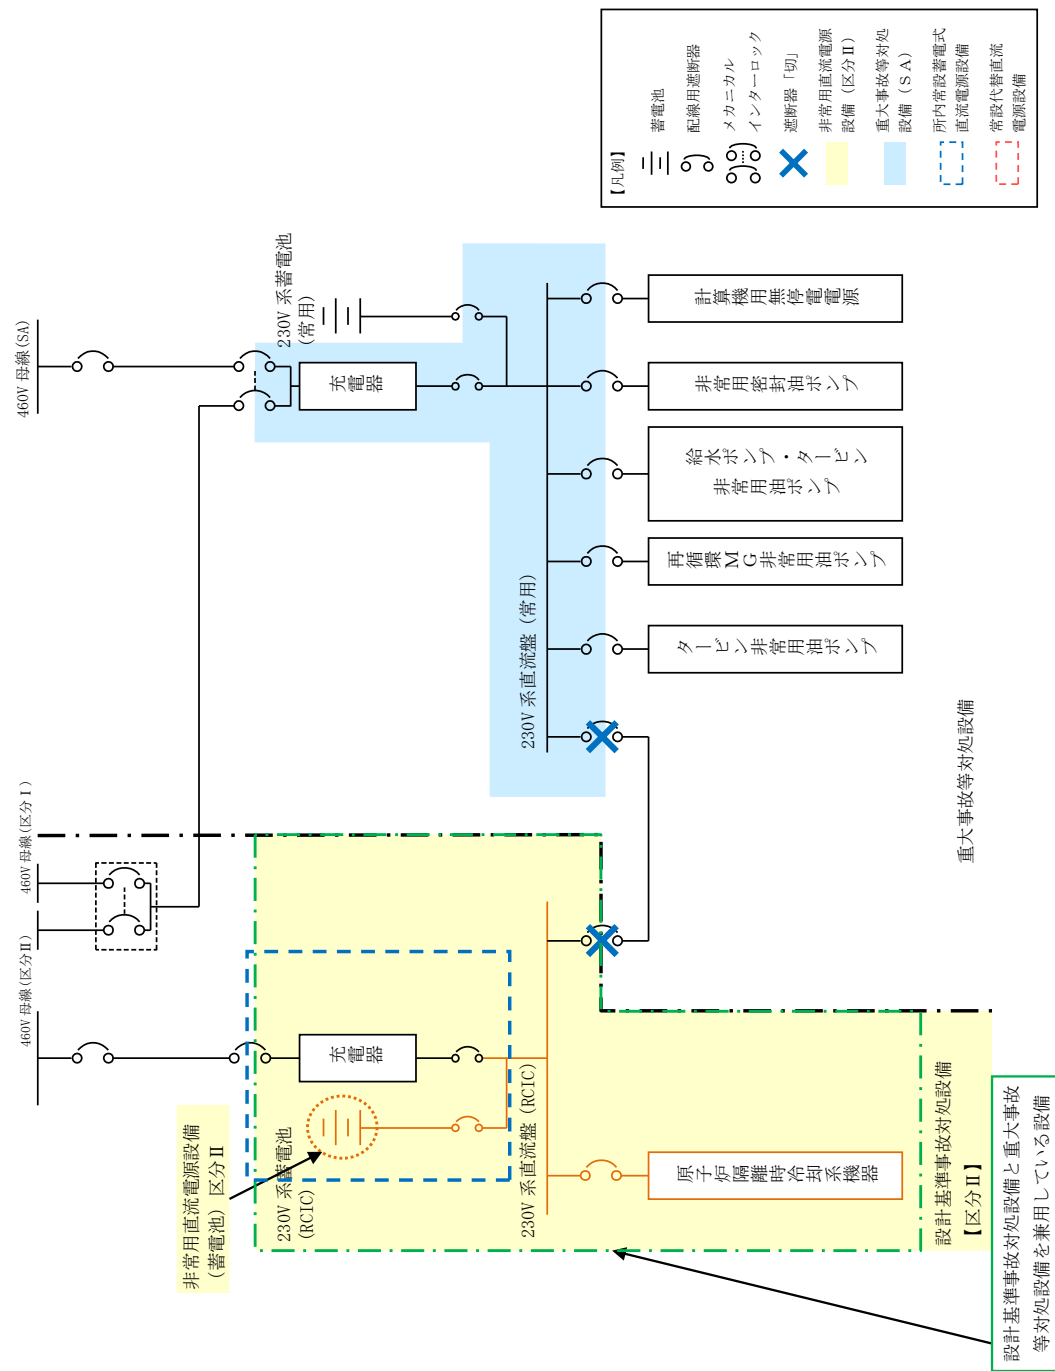 460V 母線(区分Ⅱ)
460V 母線(区分Ⅰ)
460V 母線(SA)
非常用直流電源設備
(蓄電池) 区分Ⅱ
230V 系蓄電池
(RCIC)
充電器
230V 系蓄電池
(常用)
充電器
230V 系直流盤 (RCIC)
230V 系直流盤 (常用)
原子炉隔離時冷却系機器
タービン非常用油ポンプ
再循環MG非常用油ポンプ
給水ポンプ・タービン
非常用油ポンプ
非常用密封油ポンプ
計算機用無停電電源
設計基準事故対処設備
【区分Ⅱ】
重大事故等対処設備
設計基準事故対処設備と重大事故
等対処設備を兼用している設備
【凡例】
蓄電池
配線用遮断器
メカニカル
インターロック
遮断器「切」
非常用直流電源
設備(区分Ⅱ)
重大事故等対処
設備(SA)
所内常設蓄電式
直流電源設備
常設代替直流
電源設備